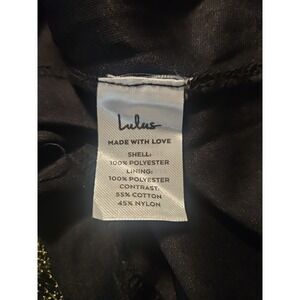 Lulus
MADE WITH LOVE
SHELL:
100% POLYESTER
LINING:
100% POLYESTER
CONTRAST:
55% COTTON
45% NYLON